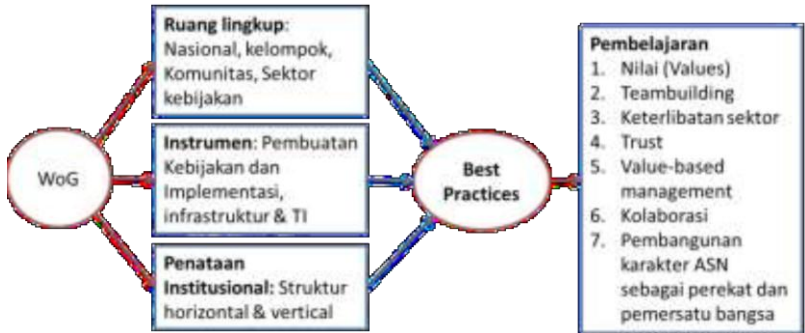 WoG
Ruang lingkup:
Nasional, kelompok,
Komunitas, Sektor
kebijakan
Instrumen: Pembuatan
Kebijakan dan
Implementasi,
infrastruktur & TI
Penataan
Institusional: Struktur
horizontal & vertical
Best
Practices
Pembelajaran
1. Nilai (Values)
2. Teambuilding
3. Keterlibatan sektor
4. Trust
5. Value-based
management
6. Kolaborasi
7. Pembangunan
karakter ASN
sebagai perekat dan
pemersatu bangsa